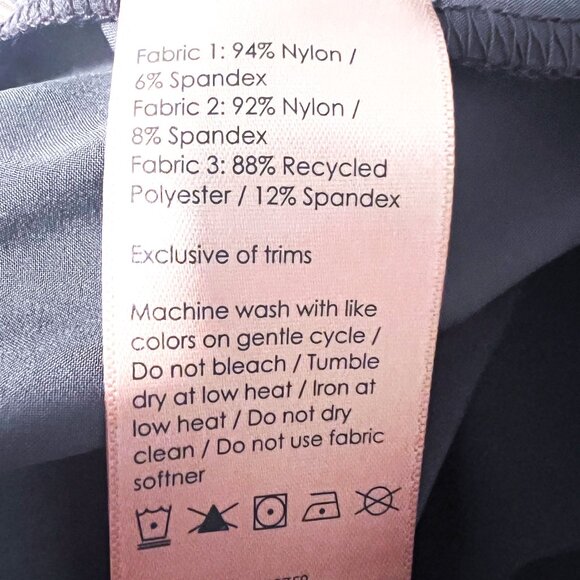 Fabric 1: 94% Nylon /
6% Spandex
Fabric 2: 92% Nylon /
8% Spandex
Fabric 3: 88% Recycled
Polyester / 12% Spandex
Exclusive of trims
Machine wash with like
colors on gentle cycle /
Do not bleach / Tumble
dry at low heat / Iron at
low heat / Do not dry
clean / Do not use fabric
softner